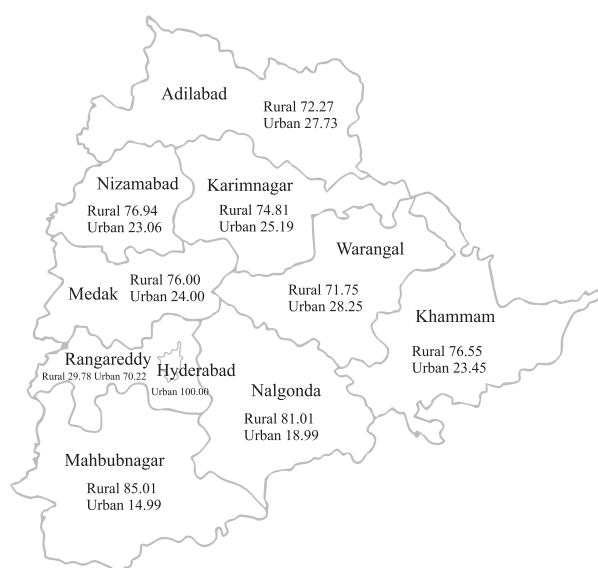 Adilabad
Rural 72.27
Urban 27.73
Nizamabad
Rural 76.94
Urban 23.06
Karimnagar
Rural 74.81
Urban 25.19
Warangal
Rural 71.75
Urban 28.25
Medak
Rural 76.00
Urban 24.00
Khammam
Rural 76.55
Urban 23.45
Rangareddy
Rural 29.78 Urban 70.22
Hyderabad
Urban 100.00
Nalgonda
Rural 81.01
Urban 18.99
Mahbubnagar
Rural 85.01
Urban 14.99